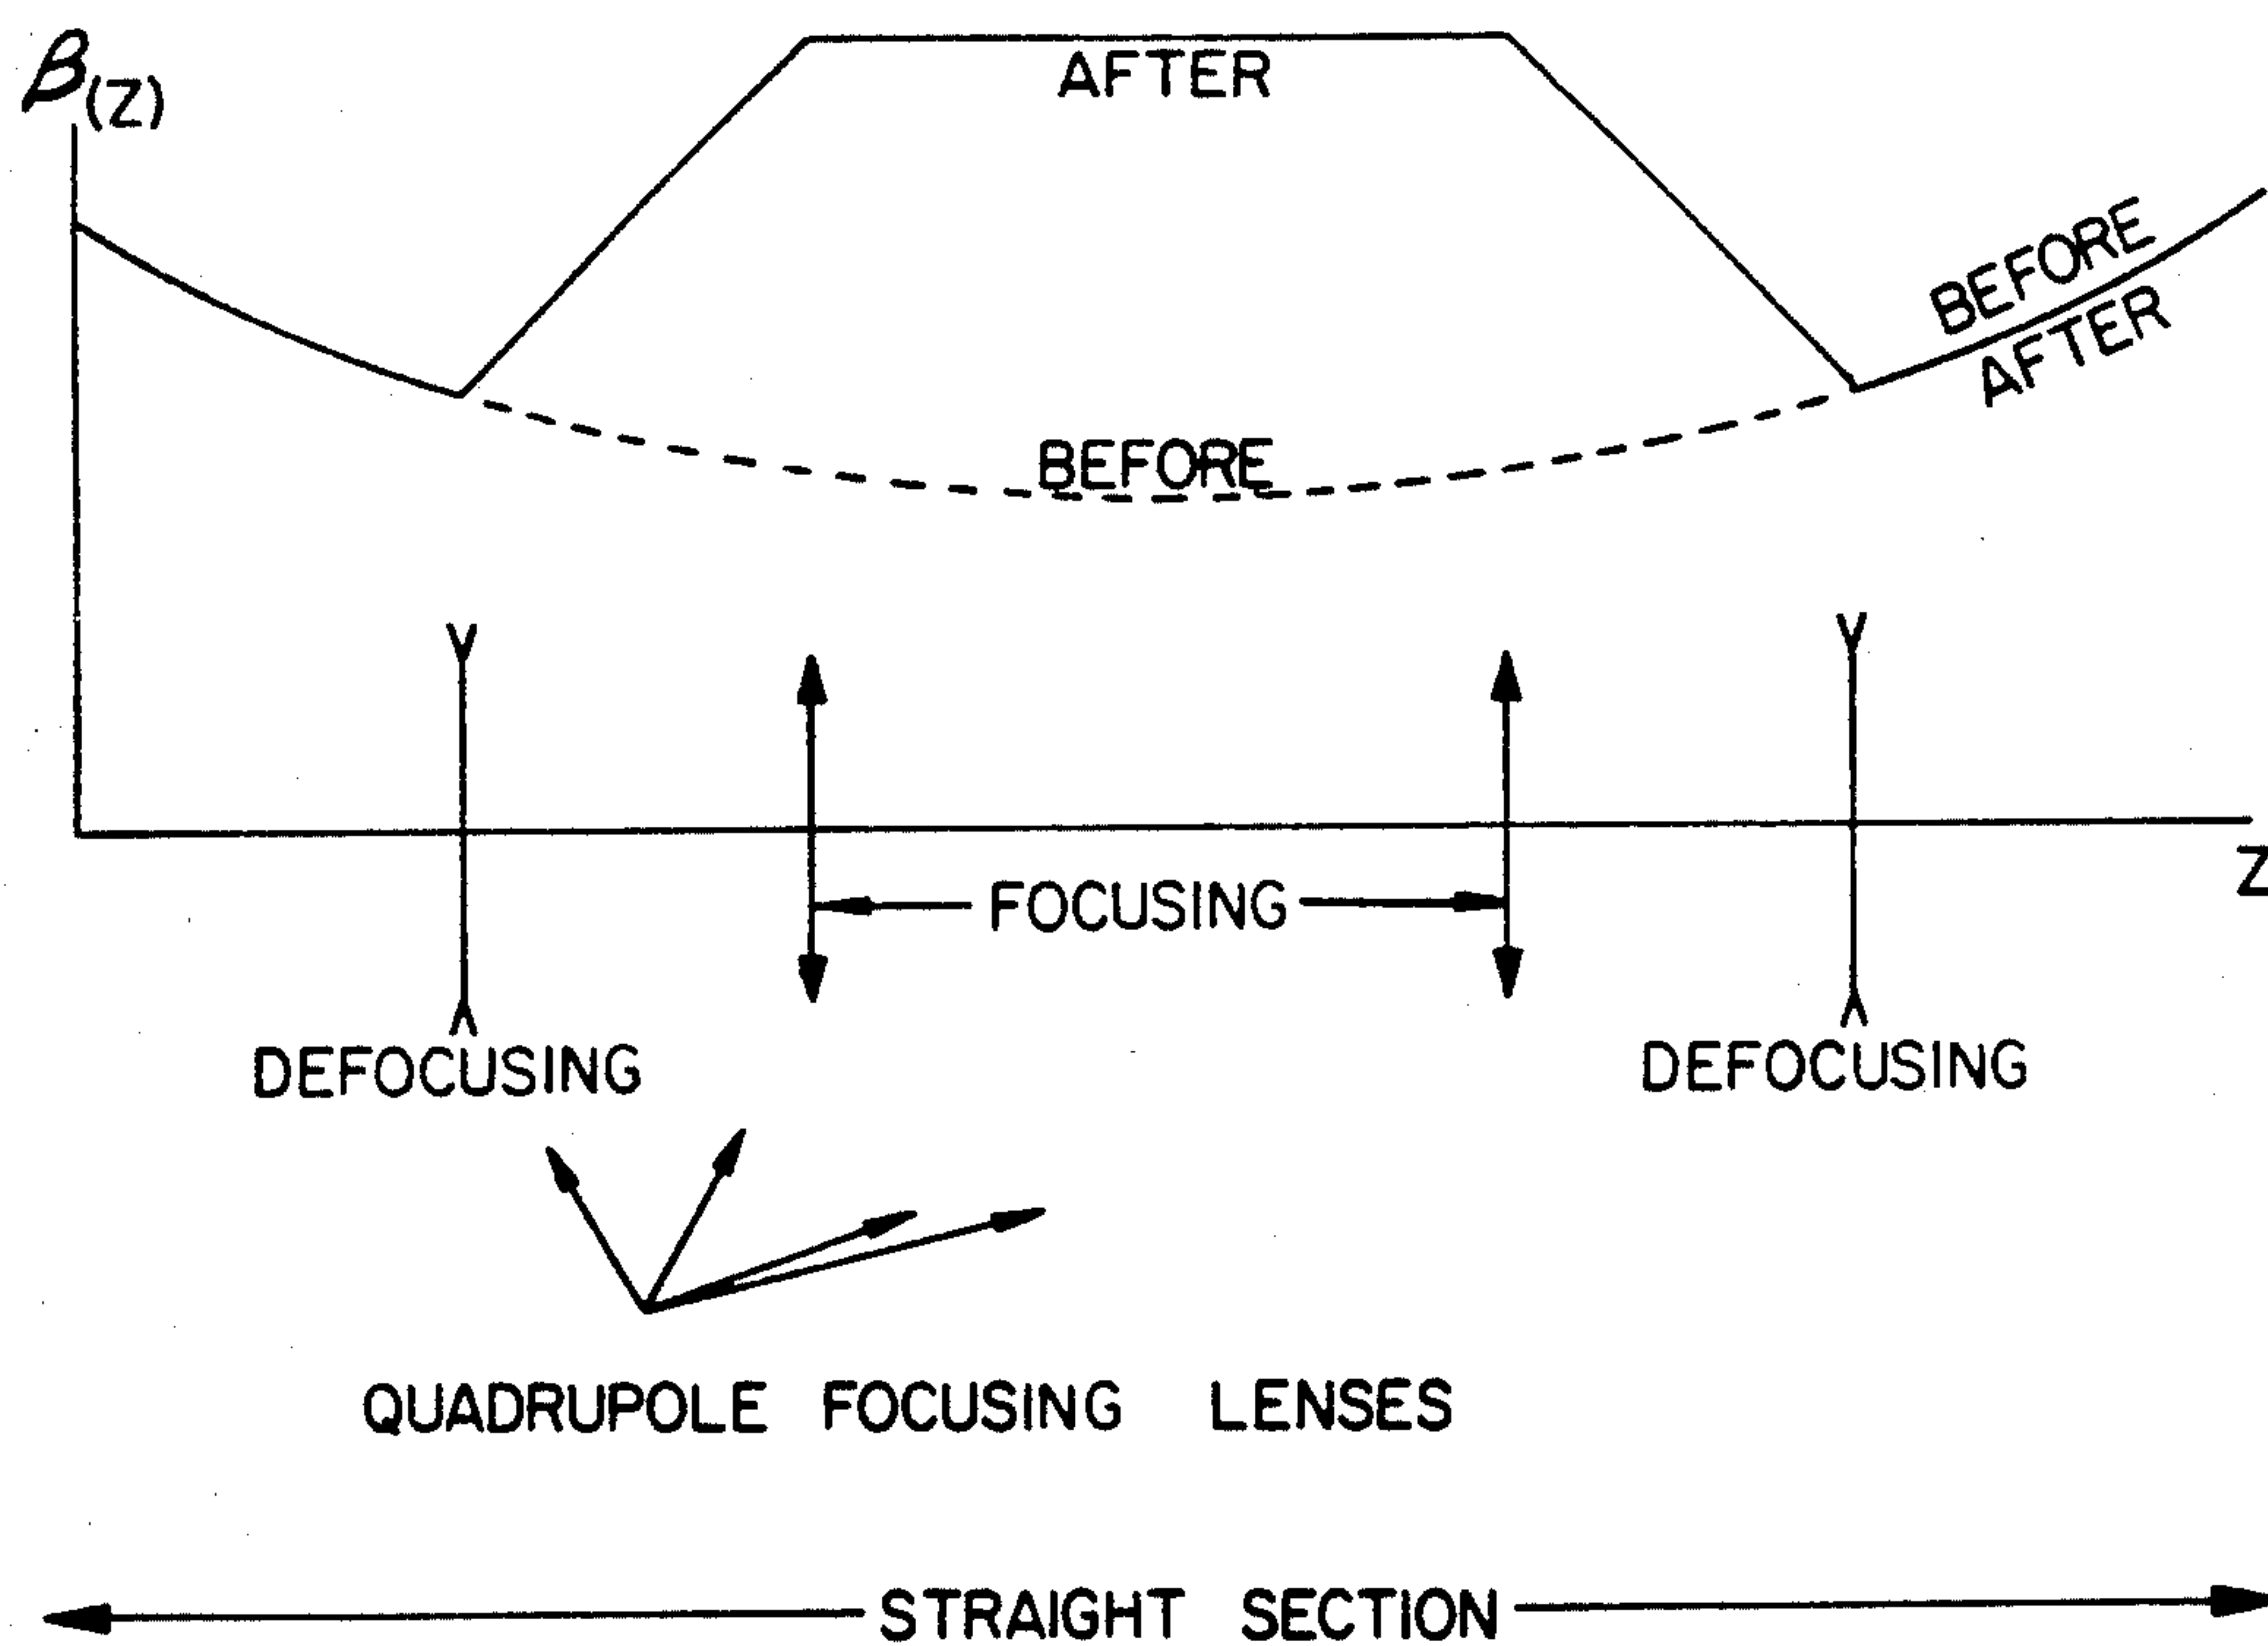 β(Z)
AFTER
BEFORE
AFTER
BEFORE
Z
FOCUSING
DEFOCUSING
DEFOCUSING
QUADRUPOLE FOCUSING LENSES
STRAIGHT SECTION